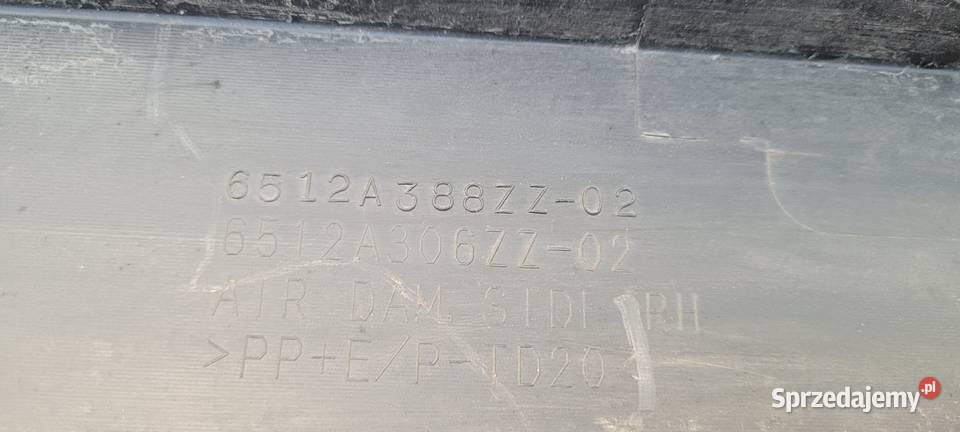 6512A388ZZ-02
6512A306ZZ-02
AIR DAM, SIDE RH
>PP+E/P-TD20
Sprzedajemy.pl